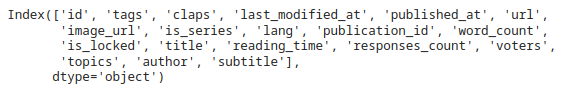 Index(['id', 'tags', 'claps', 'last_modified_at', 'published_at', 'url',
'image_url', 'is_series', 'lang', 'publication_id', 'word_count',
'is_locked', 'title', 'reading_time', 'responses_count', 'voters',
'topics', 'author', 'subtitle'],
dtype='object')